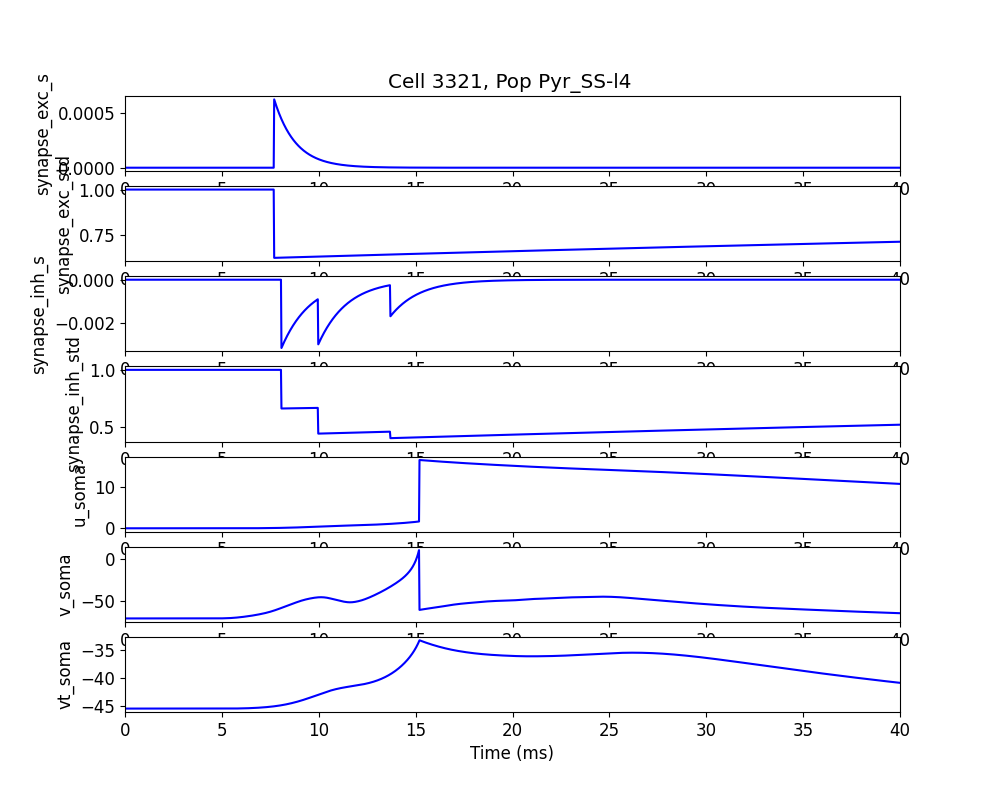 Cell 3321, Pop Pyr_SS-l4
synapse_exc_s
0.0005
0.0000
0 5 10 15 20 25 30 35 40
synapse_exc_std
1.00
0.75
0 5 10 15 20 25 30 35 40
synapse_inh_s
0.000
−0.002
0 5 10 15 20 25 30 35 40
synapse_inh_std
1.0
0.5
0 5 10 15 20 25 30 35 40
u_soma
10
0
0 5 10 15 20 25 30 35 40
v_soma
0
−50
0 5 10 15 20 25 30 35 40
vt_soma
−35
−40
−45
0 5 10 15 20 25 30 35 40
Time (ms)